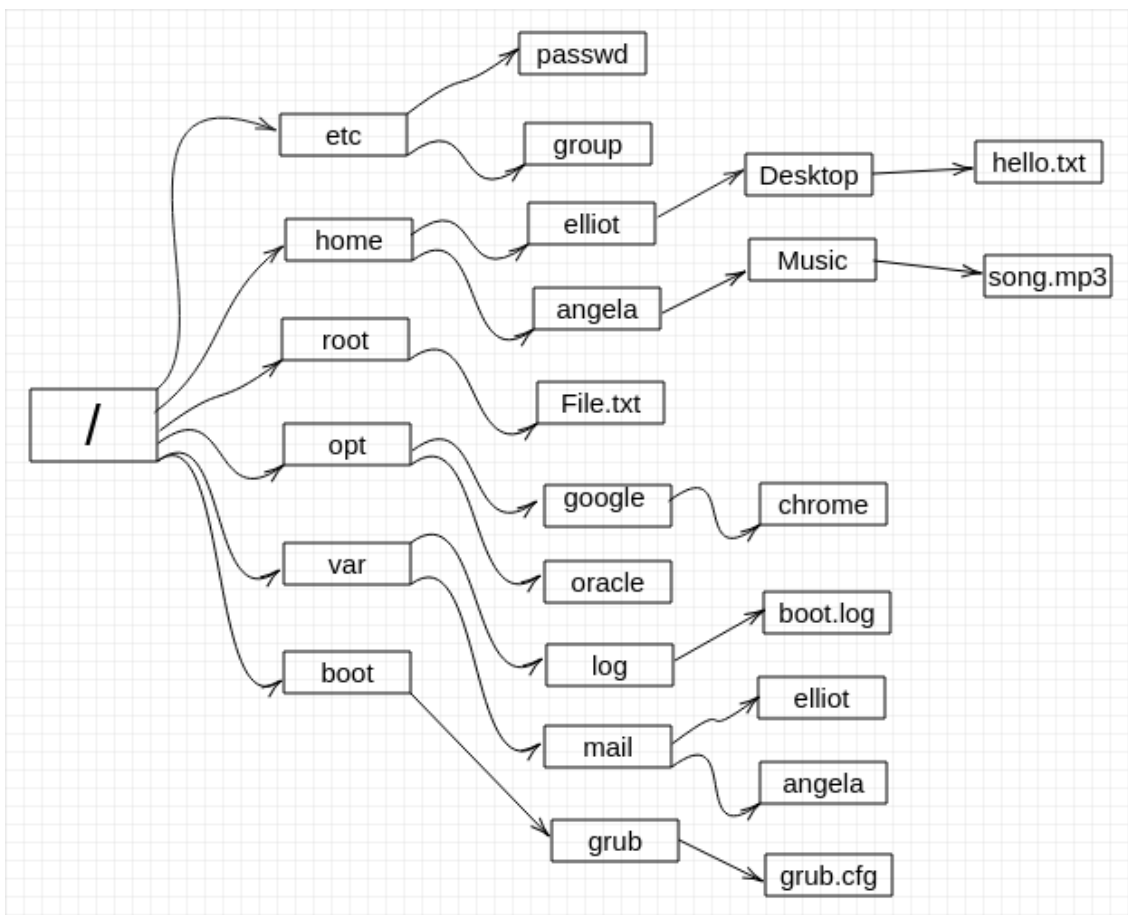 passwd
etc
group
hello.txt
Desktop
elliot
home
Music
song.mp3
angela
root
File.txt
/
opt
google
chrome
var
oracle
boot.log
log
boot
elliot
mail
angela
grub
grub.cfg